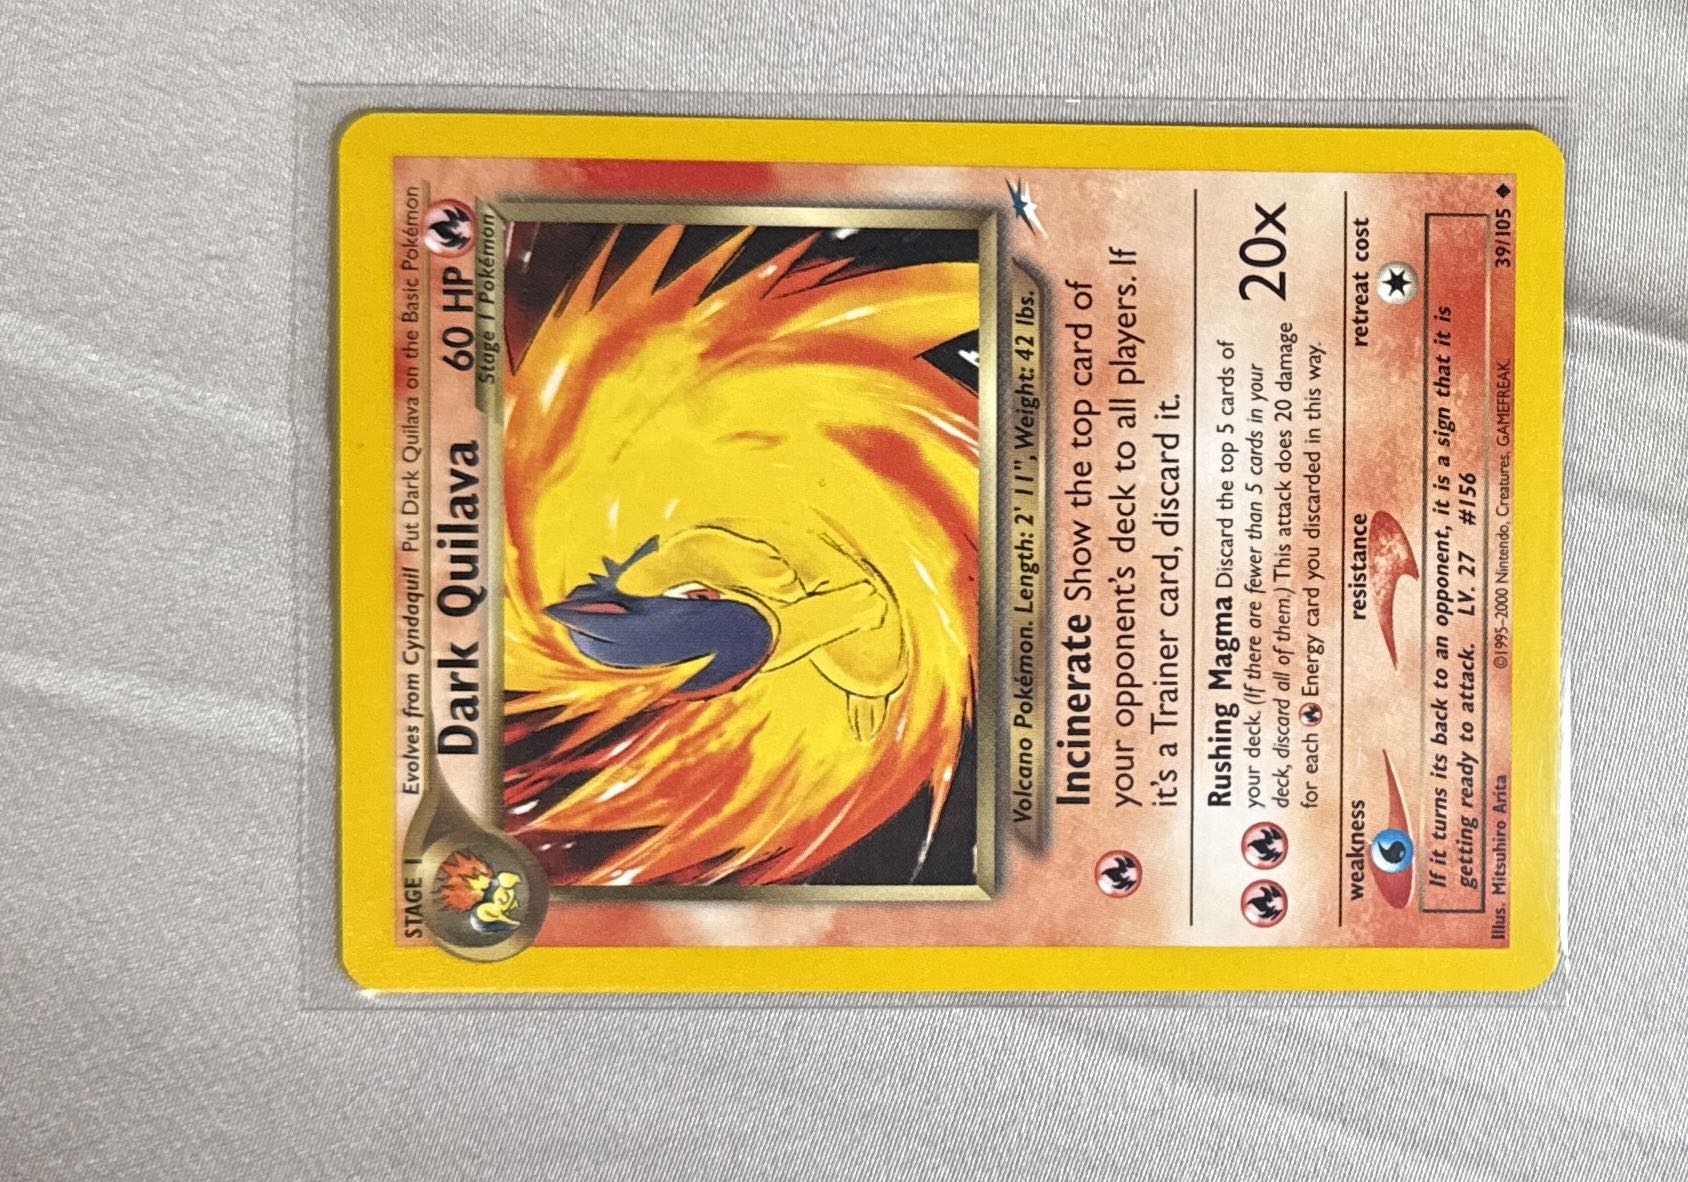 STAGE 1 Evolves from Cyndaquil Put Dark Quilava on the Basic Pokémon
Dark Quilava 60 HP
Stage 1 Pokémon
Volcano Pokémon. Length: 2' 11", Weight: 42 lbs.
Incinerate Show the top card of
your opponent's deck to all players. If
it's a Trainer card, discard it.
Rushing Magma Discard the top 5 cards of
your deck. (If there are fewer than 5 cards in your
deck, discard all of them.) This attack does 20 damage
for each Energy card you discarded in this way.
20x
weakness resistance retreat cost
If it turns its back to an opponent, it is a sign that it is
getting ready to attack. LV. 27 #156
Illus. Mitsuhiro Arita ©1995-2000 Nintendo, Creatures, GAMEFREAK. 39/105